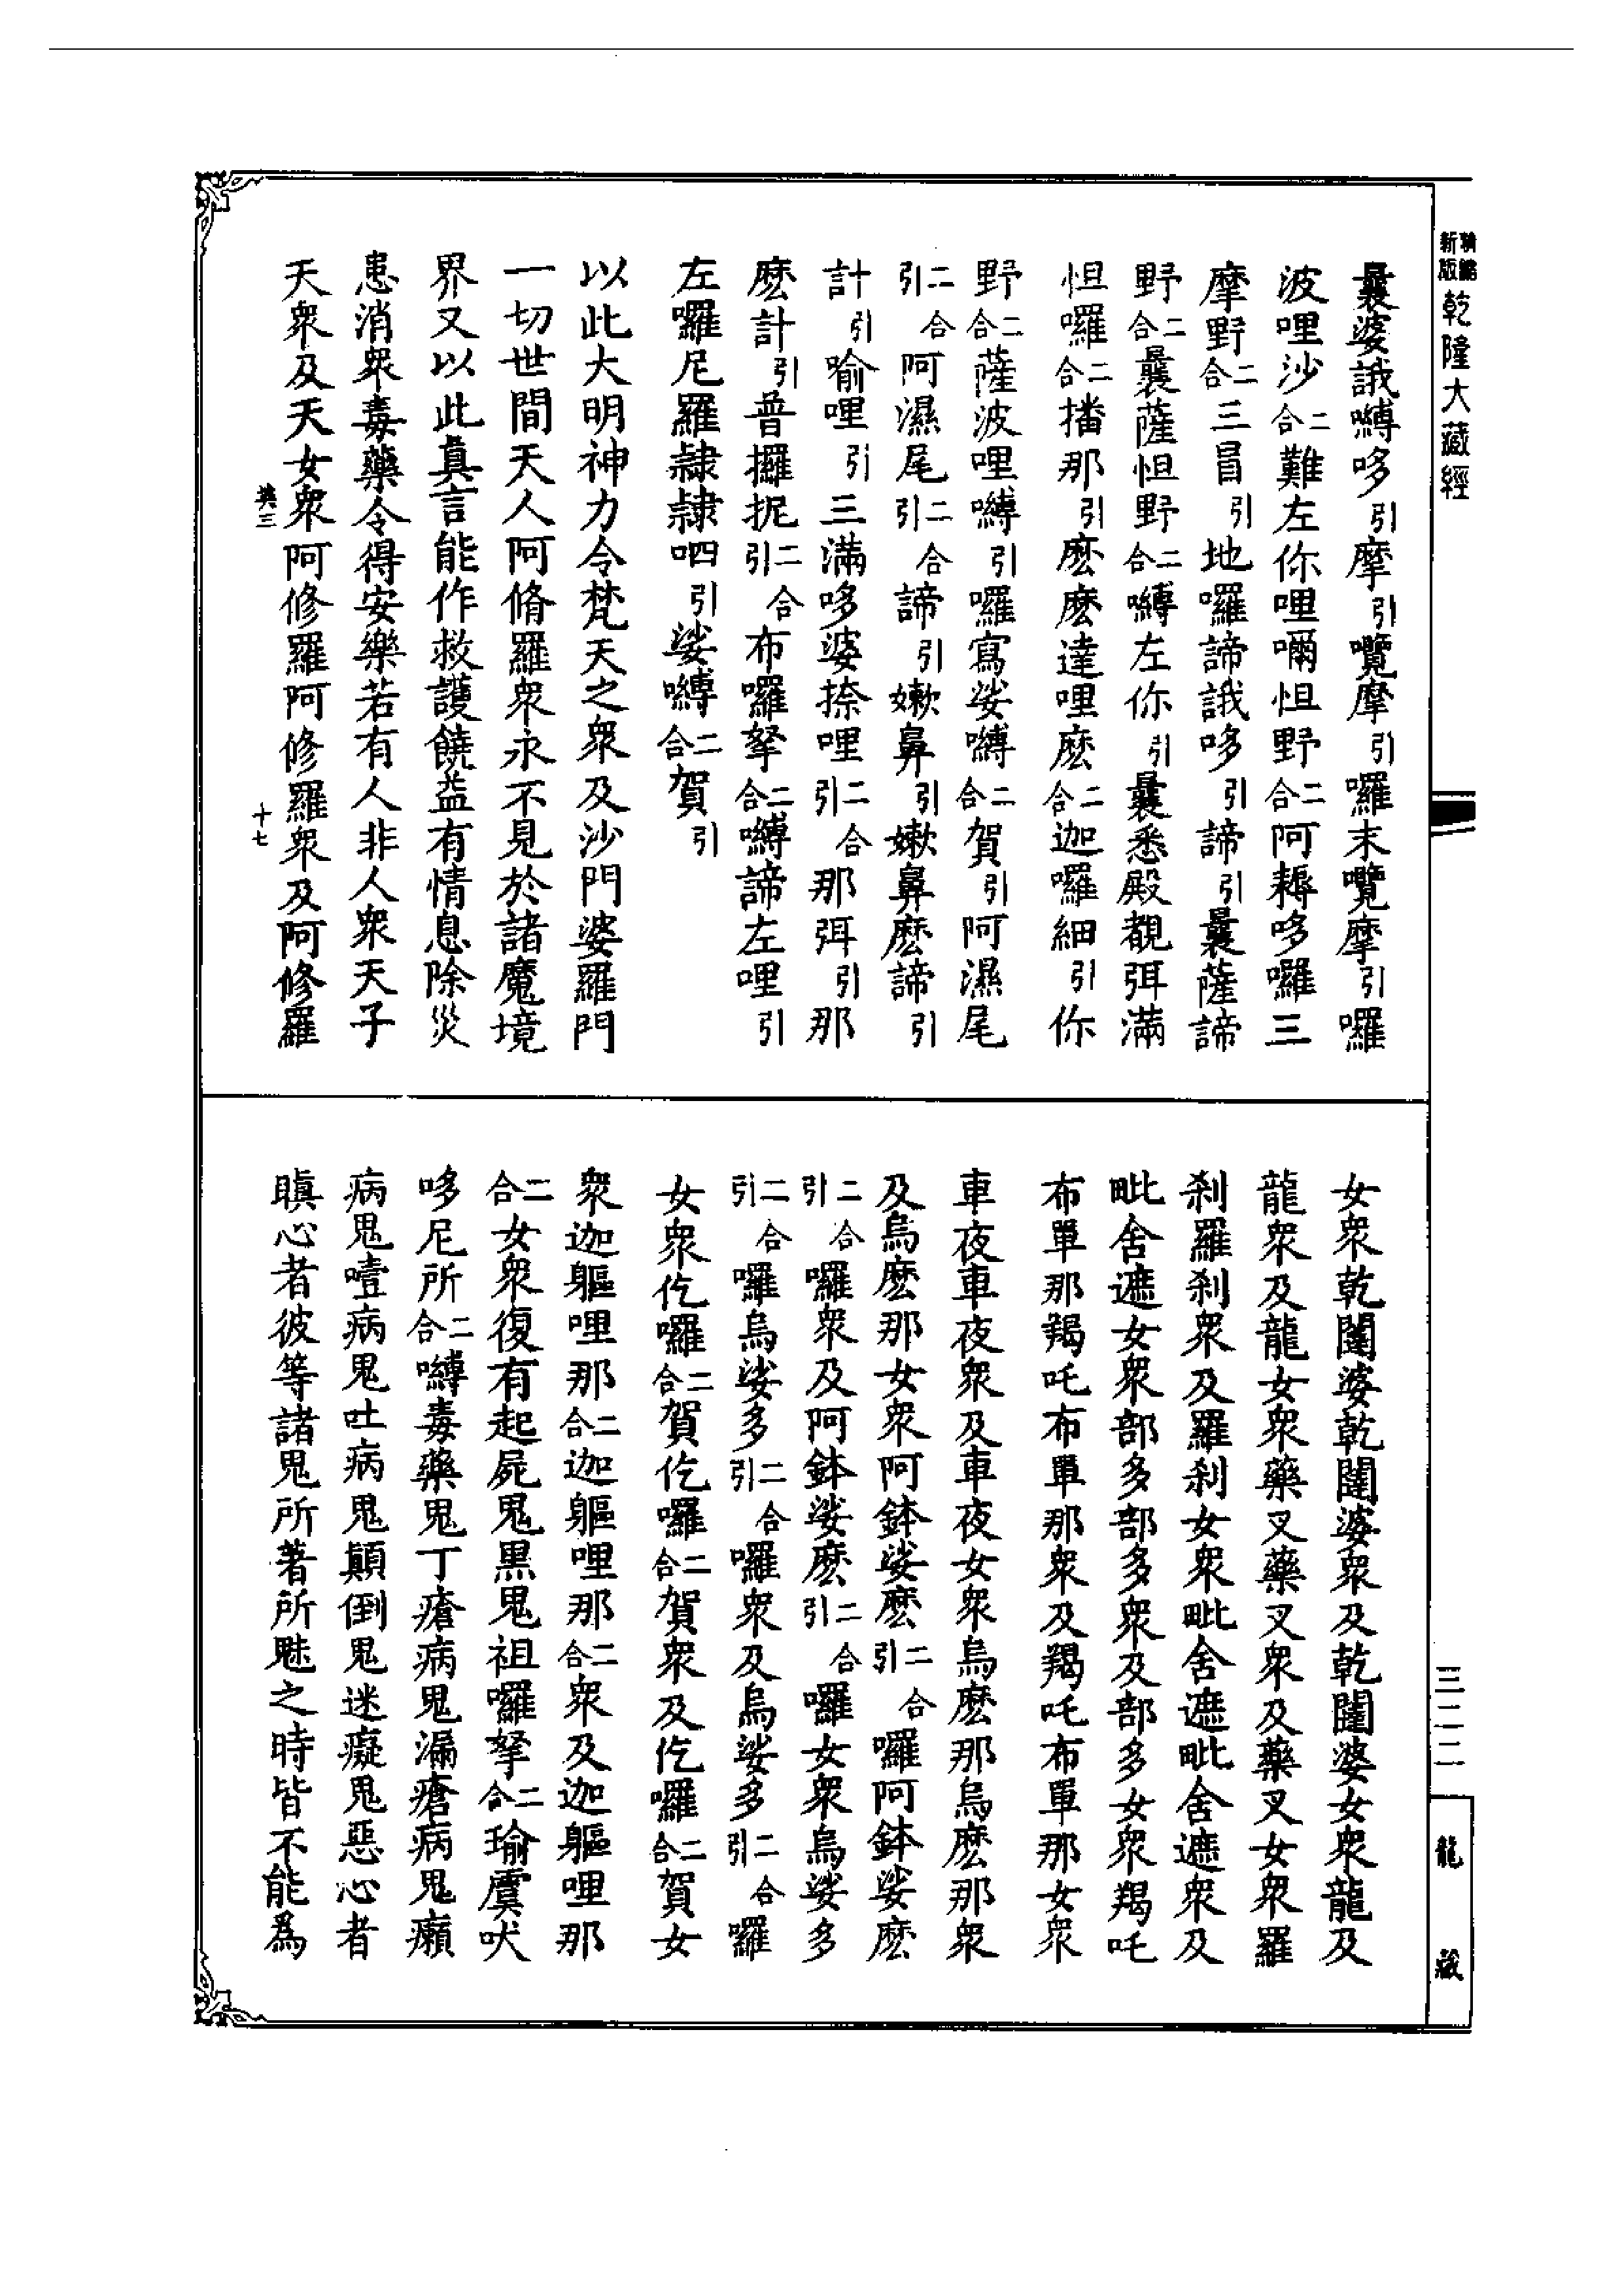 新版精縮乾隆大藏經
曩婆誐嚩哆引摩引囕摩引囉末囕摩引囉
波哩沙二合難左你哩嚩怛野二合阿耨哆囉三
摩野二合三冒引地囉諦誐哆引諦引曩薩諦
野二合曩薩怛野二合嚩左你引曩悉殿覩弭滿
怛囉二合播那引麽麽達哩麽二合迦囉細引你
野二合薩波哩嚩引囉寫娑嚩二合賀引阿濕尾
二合引阿濕尾二合引諦引嫰鼻引嫰鼻麽諦引
計引喻哩引三滿哆婆捺哩二合引那弭引那
麽計引普攞抳二合引布囉拏二合嚩諦左哩引
左囉尼羅隷隷呬引娑嚩二合賀引
以此大明神力令梵天之衆及沙門婆羅門
一切世間天人阿脩羅衆永不見於諸魔境
界又以此眞言能作救護饒益有情息除災
患消衆毒藥令得安樂若有人非人衆天子
天衆及天女衆阿修羅阿修羅衆及阿修羅
十七
女衆乾闥婆乾闥婆衆及乾闥婆女衆龍及
龍衆及龍女衆藥叉藥叉衆及藥叉女衆羅
刹羅刹衆及羅刹女衆毗舍遮毗舍遮衆及
毗舍遮女衆部多部多衆及部多女衆羯吒
布單那羯吒布單那衆及羯吒布單那女衆
車夜車夜衆及車夜女衆烏麽那烏麽那衆
及烏麽那女衆阿鉢娑麽二合引囉阿鉢娑麽
二合引囉衆及阿鉢娑麽二合引囉女衆烏娑多
二合引囉烏娑多二合引囉衆及烏娑多二合引囉
女衆仡囉二合賀仡囉二合賀衆及仡囉二合賀女
衆迦軀哩那二合迦軀哩那二合衆及迦軀哩那
二合女衆復有起屍鬼黑鬼祖囉拏二合瑜虞吠
哆尼所二合嚩毒藥鬼丁瘡病鬼漏瘡病鬼癩
病鬼噎病鬼吐病鬼顛倒鬼迷癡鬼惡心者
瞋心者彼等諸鬼所著所魅之時皆不能爲
三二二
龍藏